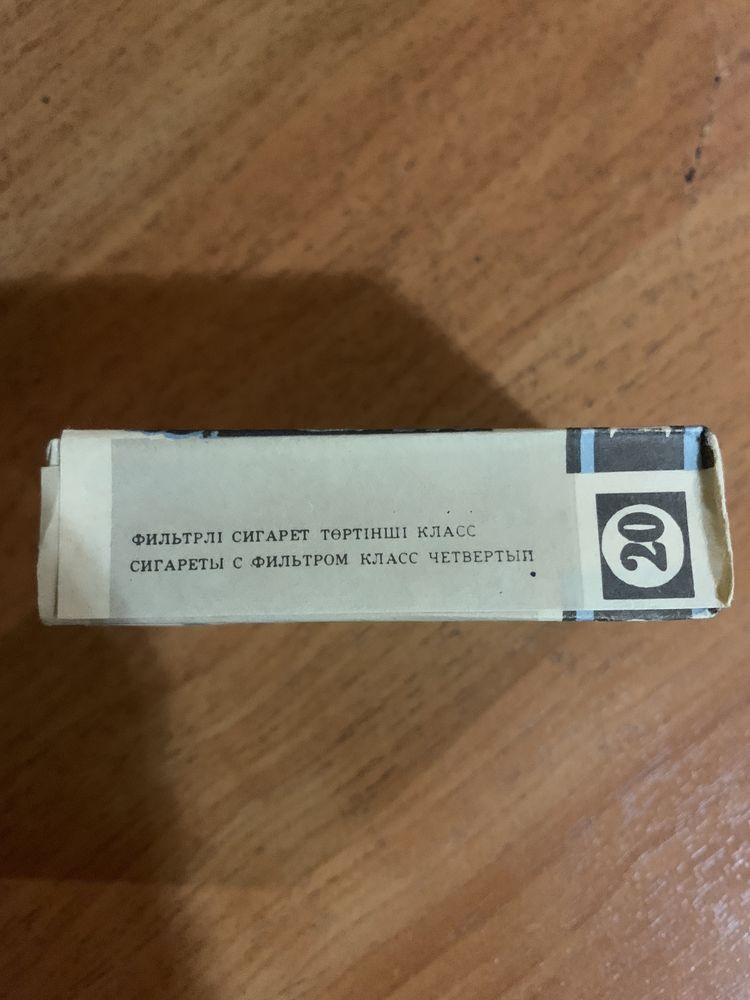 ФИЛЬТРЛІ СИГАРЕТ ТӨРТІНШІ КЛАСС
СИГАРЕТЫ С ФИЛЬТРОМ КЛАСС ЧЕТВЕРТЫЙ
20